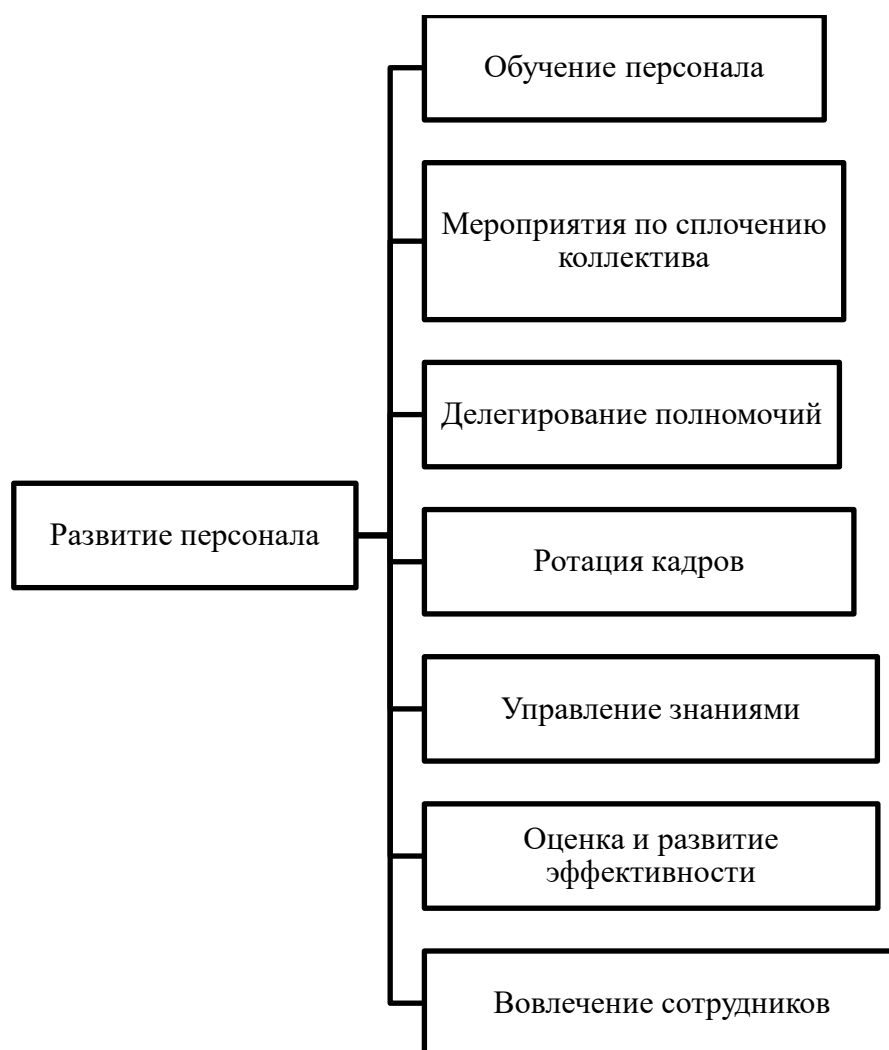 Обучение персонала
Мероприятия по сплочению
коллектива
Делегирование полномочий
Развитие персонала
Ротация кадров
Управление знаниями
Оценка и развитие
эффективности
Вовлечение сотрудников